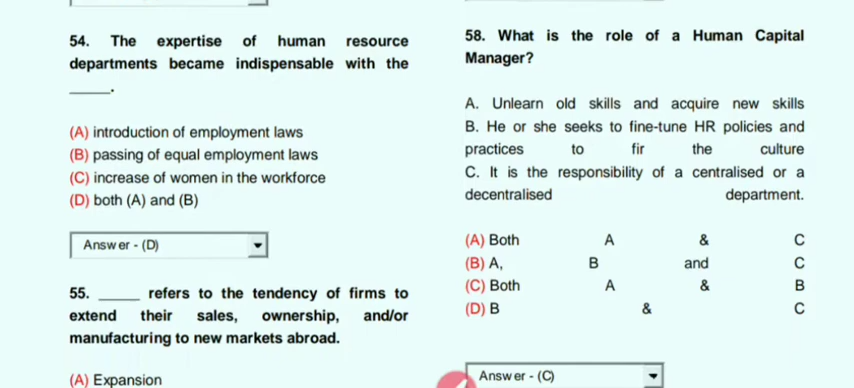 54. The expertise of human resource
departments became indispensable with the
_____.
(A) introduction of employment laws
(B) passing of equal employment laws
(C) increase of women in the workforce
(D) both (A) and (B)
Answer - (D)
55. _____ refers to the tendency of firms to
extend their sales, ownership, and/or
manufacturing to new markets abroad.
(A) Expansion
58. What is the role of a Human Capital
Manager?
A. Unlearn old skills and acquire new skills
B. He or she seeks to fine-tune HR policies and
practices to fir the culture
C. It is the responsibility of a centralised or a
decentralised department.
(A) Both A & C
(B) A, B and C
(C) Both A & B
(D) B & C
Answer - (C)